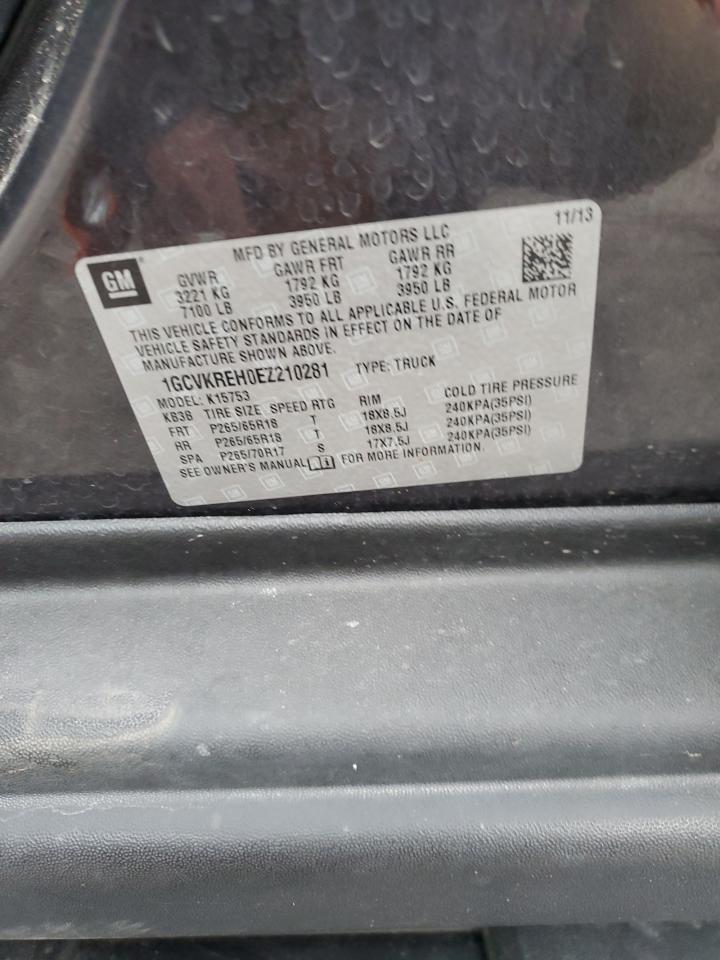 11/13
MFD BY GENERAL MOTORS LLC
GM
GVWR GAWR FRT GAWR RR
3221 KG 1792 KG 1792 KG
7100 LB 3950 LB 3950 LB
THIS VEHICLE CONFORMS TO ALL APPLICABLE U.S. FEDERAL MOTOR
VEHICLE SAFETY STANDARDS IN EFFECT ON THE DATE OF
MANUFACTURE SHOWN ABOVE.
1GCVKREH0EZ210281 TYPE: TRUCK
MODEL: K15753
KB3B TIRE SIZE SPEED RTG RIM COLD TIRE PRESSURE
FRT P265/65R18 T 18X8.5J 240KPA(35PSI)
RR P265/65R18 T 18X8.5J 240KPA(35PSI)
SPA P265/70R17 S 17X7.5J 240KPA(35PSI)
SEE OWNER'S MANUAL FOR MORE INFORMATION.